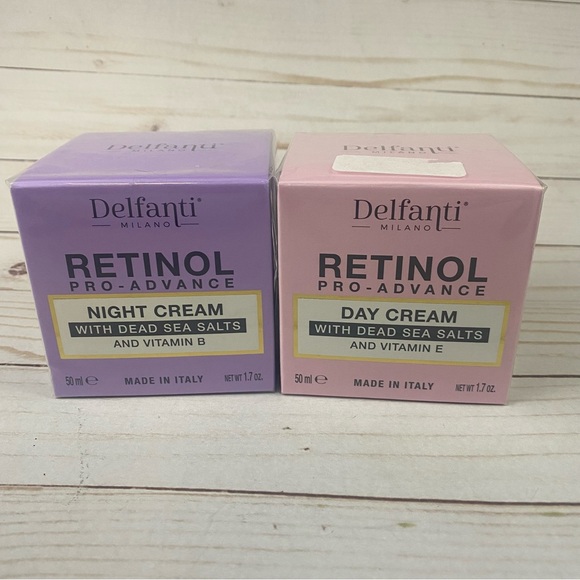 Delfanti
Delfanti®
MILANO
RETINOL
PRO-ADVANCE
NIGHT CREAM
WITH DEAD SEA SALTS
AND VITAMIN B
50 ml ℮ MADE IN ITALY NET WT 1.7 oz.
Delfanti
Delfanti®
MILANO
RETINOL
PRO-ADVANCE
DAY CREAM
WITH DEAD SEA SALTS
AND VITAMIN E
50 ml ℮ MADE IN ITALY NET WT 1.7 oz.